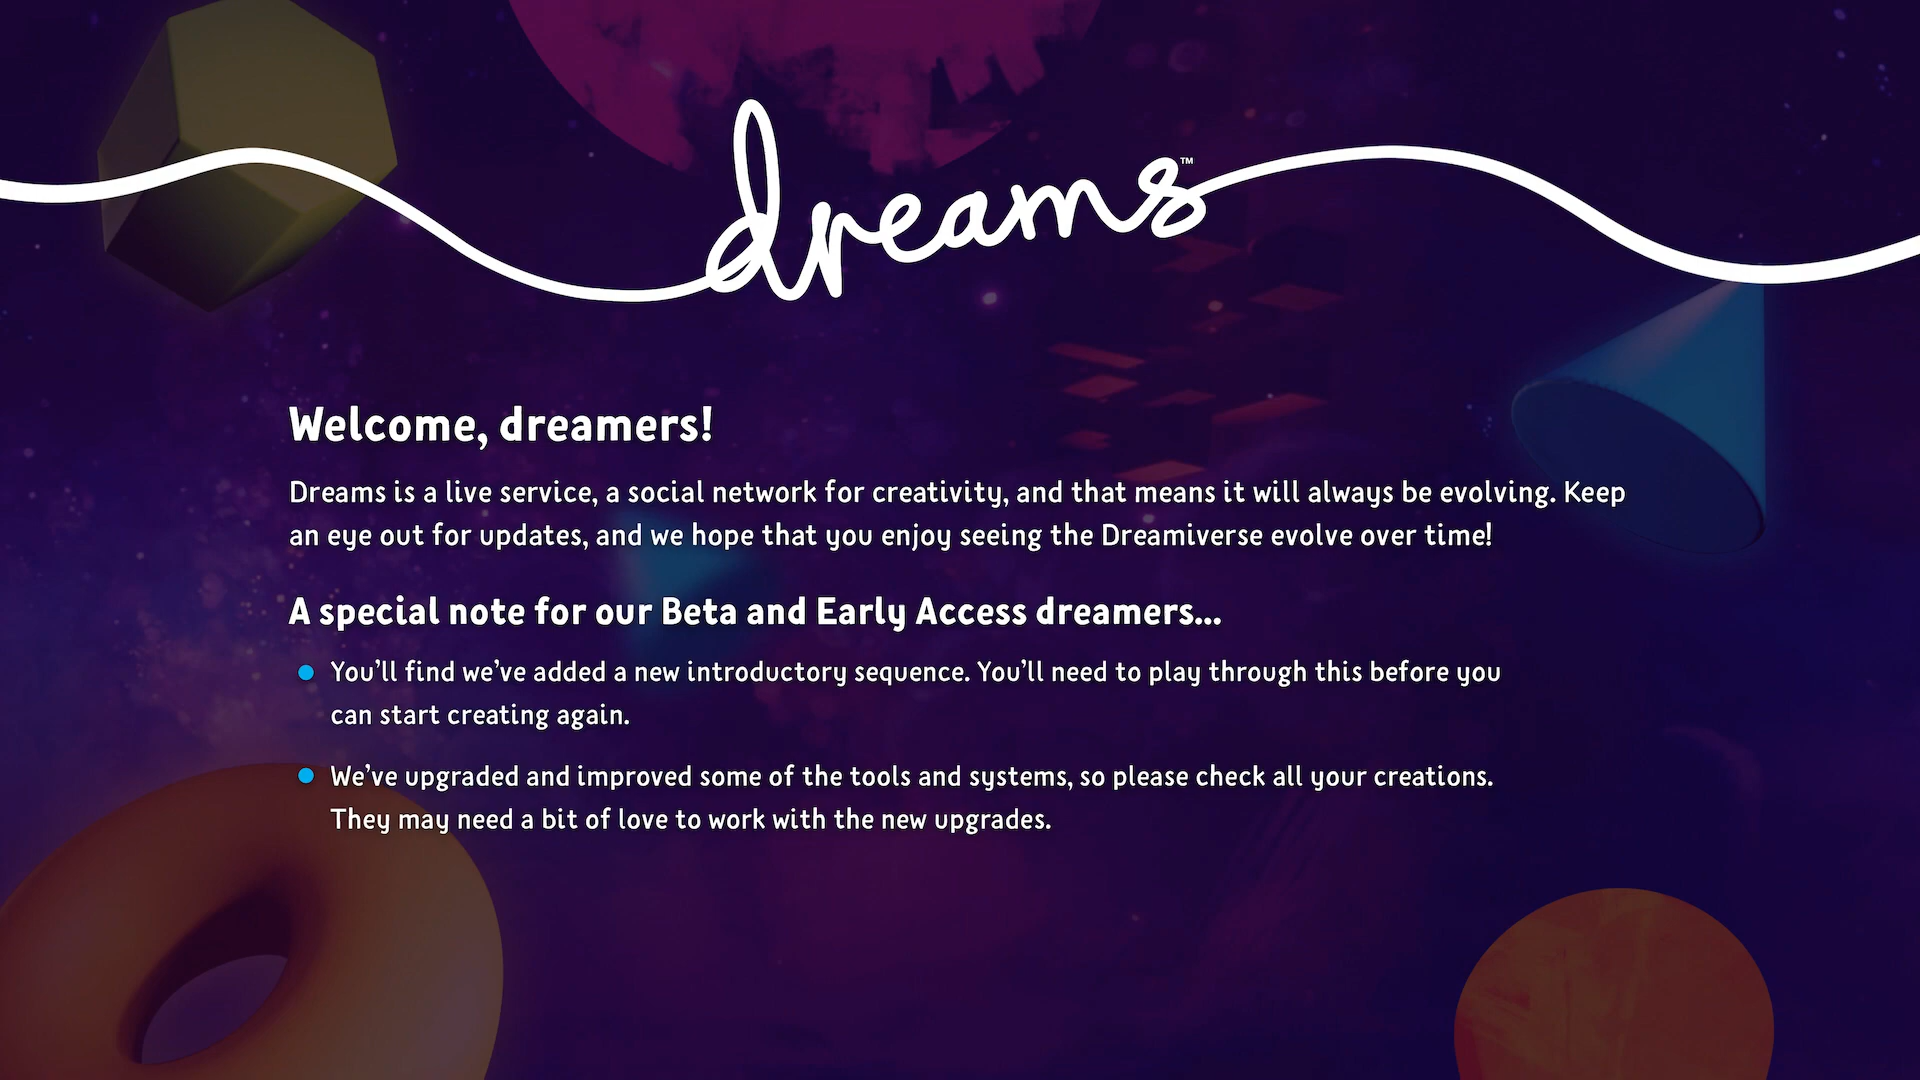 dreams™
Welcome, dreamers!
Dreams is a live service, a social network for creativity, and that means it will always be evolving. Keep
an eye out for updates, and we hope that you enjoy seeing the Dreamiverse evolve over time!
A special note for our Beta and Early Access dreamers...
You'll find we've added a new introductory sequence. You'll need to play through this before you
can start creating again.
We've upgraded and improved some of the tools and systems, so please check all your creations.
They may need a bit of love to work with the new upgrades.